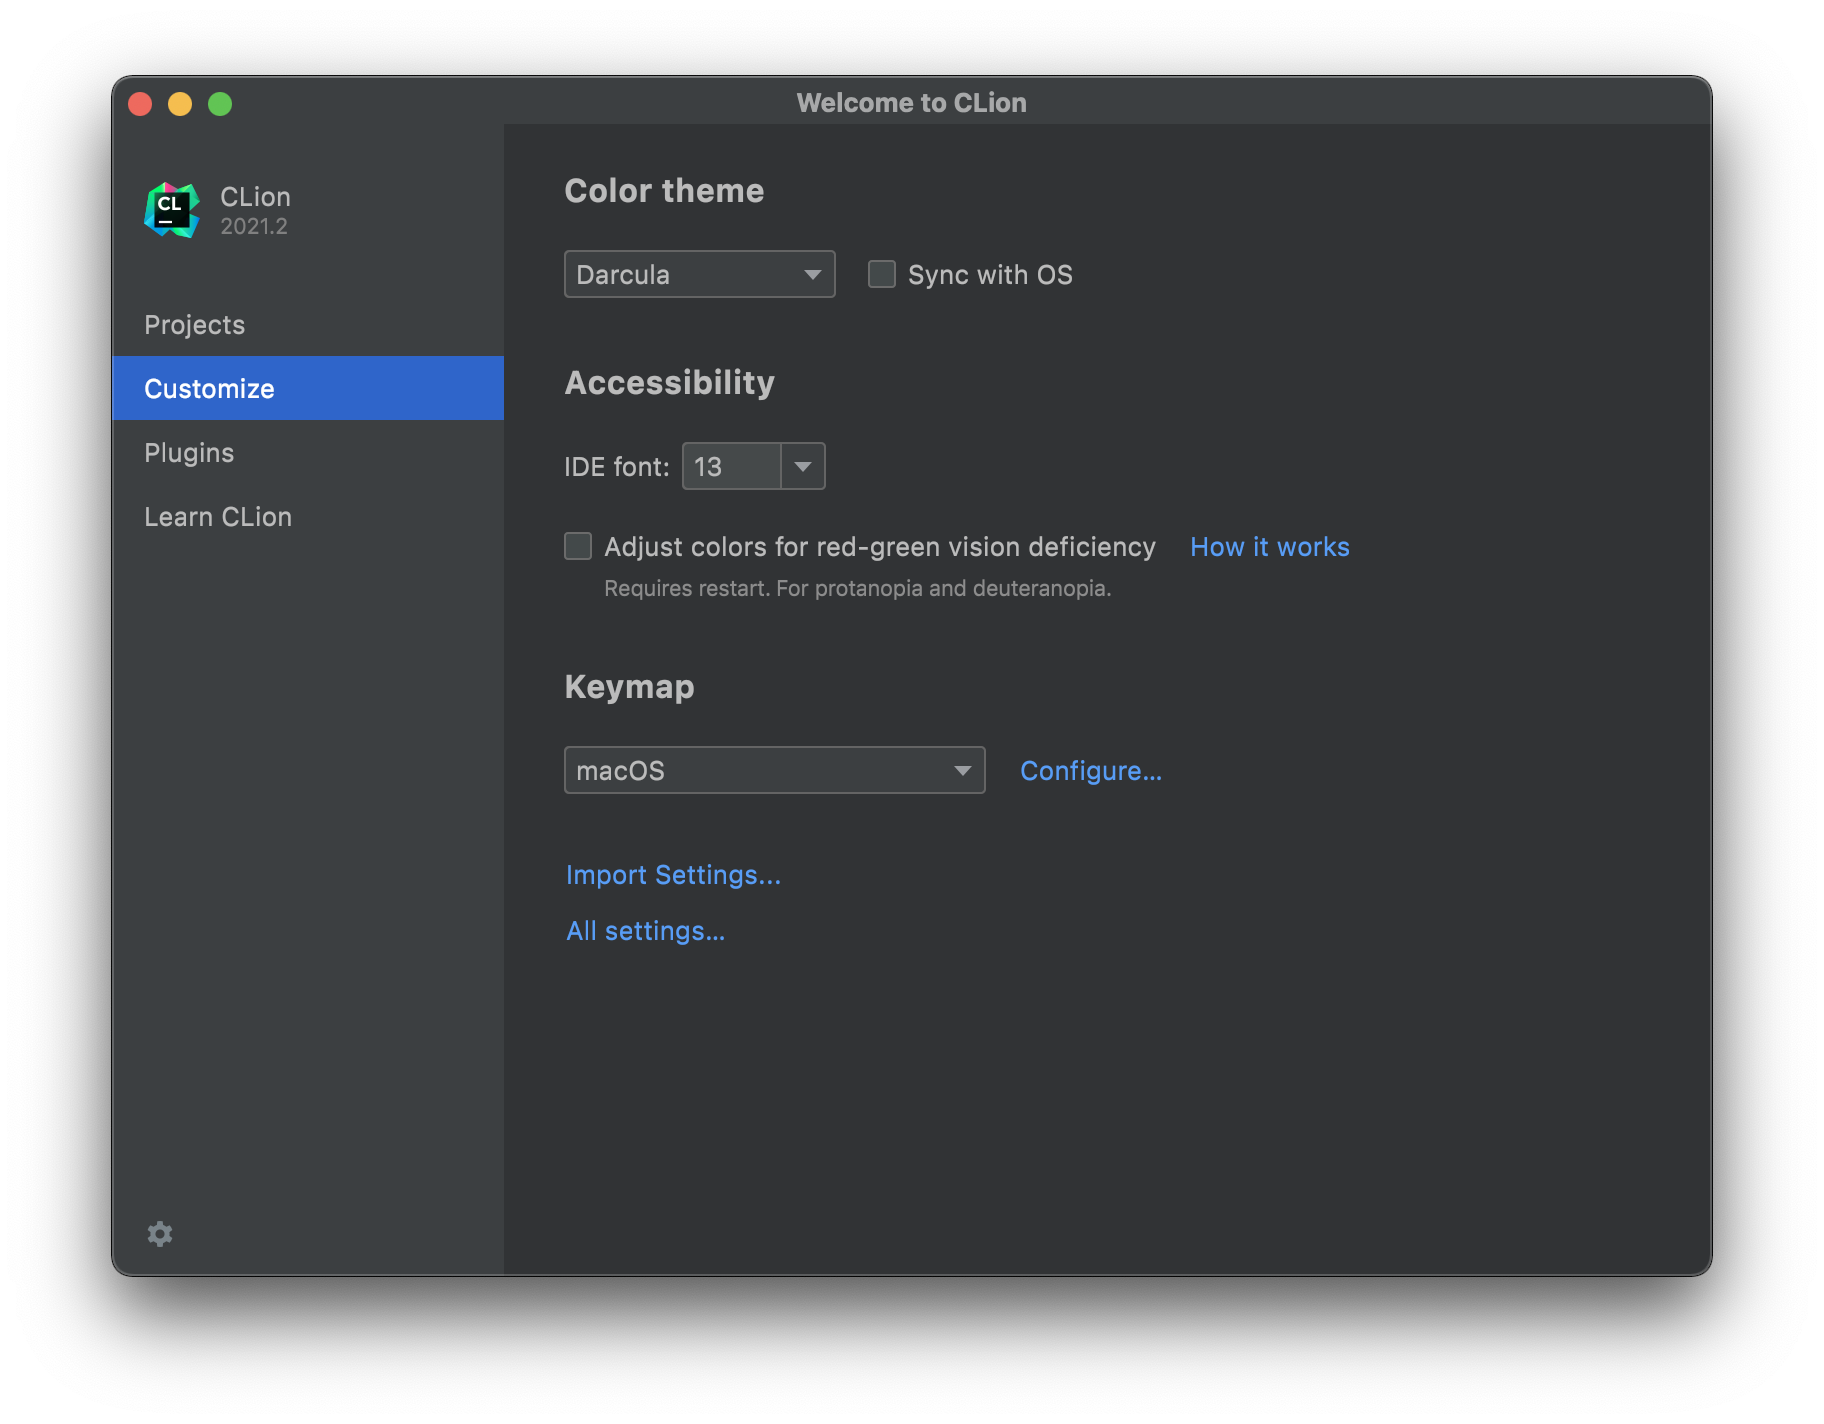 Welcome to CLion
CL
CLion
2021.2
Projects
Customize
Plugins
Learn CLion
Color theme
Darcula
Sync with OS
Accessibility
IDE font: 13
Adjust colors for red-green vision deficiency How it works
Requires restart. For protanopia and deuteranopia.
Keymap
macOS
Configure...
Import Settings...
All settings...